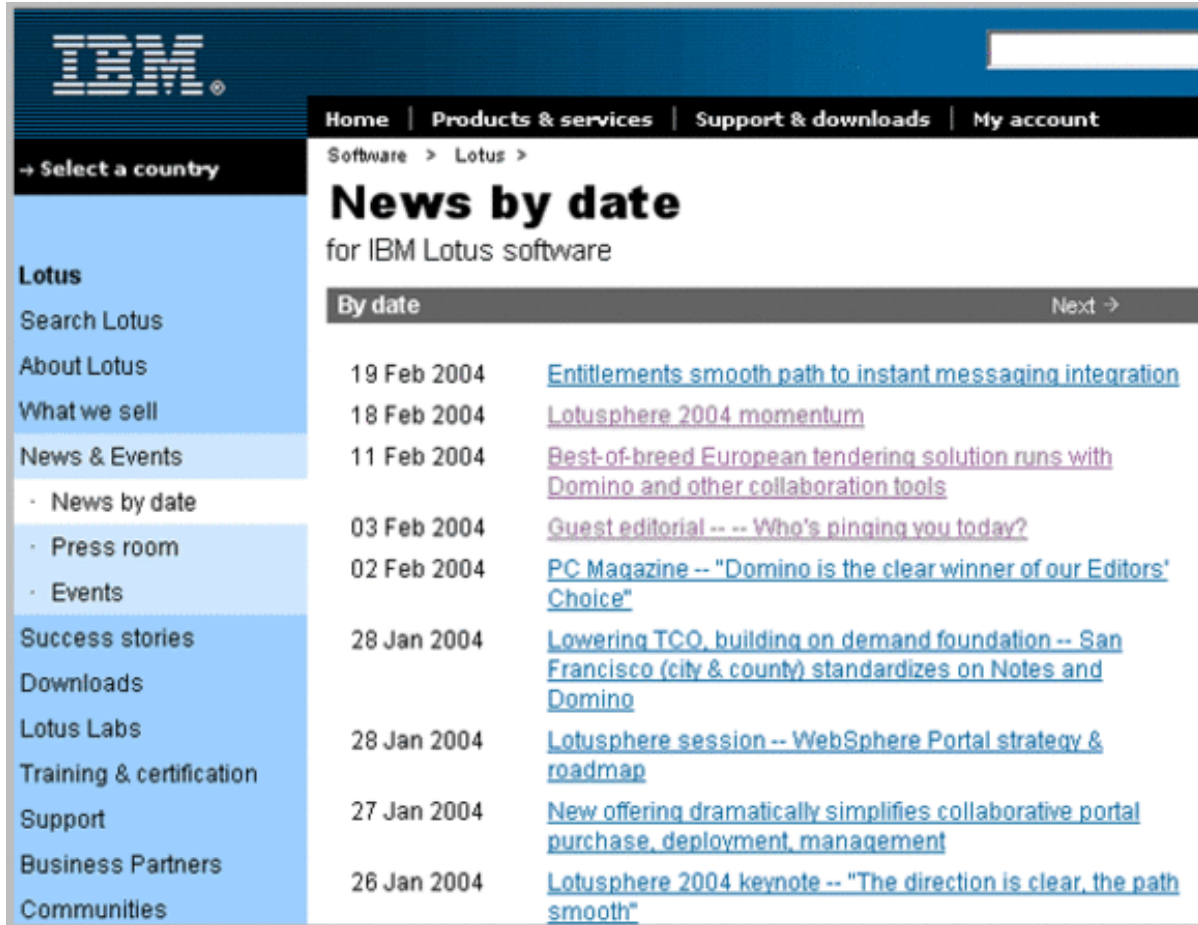 IBM®
Home | Products & services | Support & downloads | My account
→ Select a country
Software > Lotus >
News by date
for IBM Lotus software
Lotus
Search Lotus
About Lotus
What we sell
News & Events
· News by date
· Press room
· Events
Success stories
Downloads
Lotus Labs
Training & certification
Support
Business Partners
Communities
By date Next →
19 Feb 2004 Entitlements smooth path to instant messaging integration
18 Feb 2004 Lotusphere 2004 momentum
11 Feb 2004 Best-of-breed European tendering solution runs with
Domino and other collaboration tools
03 Feb 2004 Guest editorial -- -- Who's pinging you today?
02 Feb 2004 PC Magazine -- "Domino is the clear winner of our Editors'
Choice"
28 Jan 2004 Lowering TCO, building on demand foundation -- San
Francisco (city & county) standardizes on Notes and
Domino
28 Jan 2004 Lotusphere session -- WebSphere Portal strategy &
roadmap
27 Jan 2004 New offering dramatically simplifies collaborative portal
purchase, deployment, management
26 Jan 2004 Lotusphere 2004 keynote -- "The direction is clear, the path
smooth"